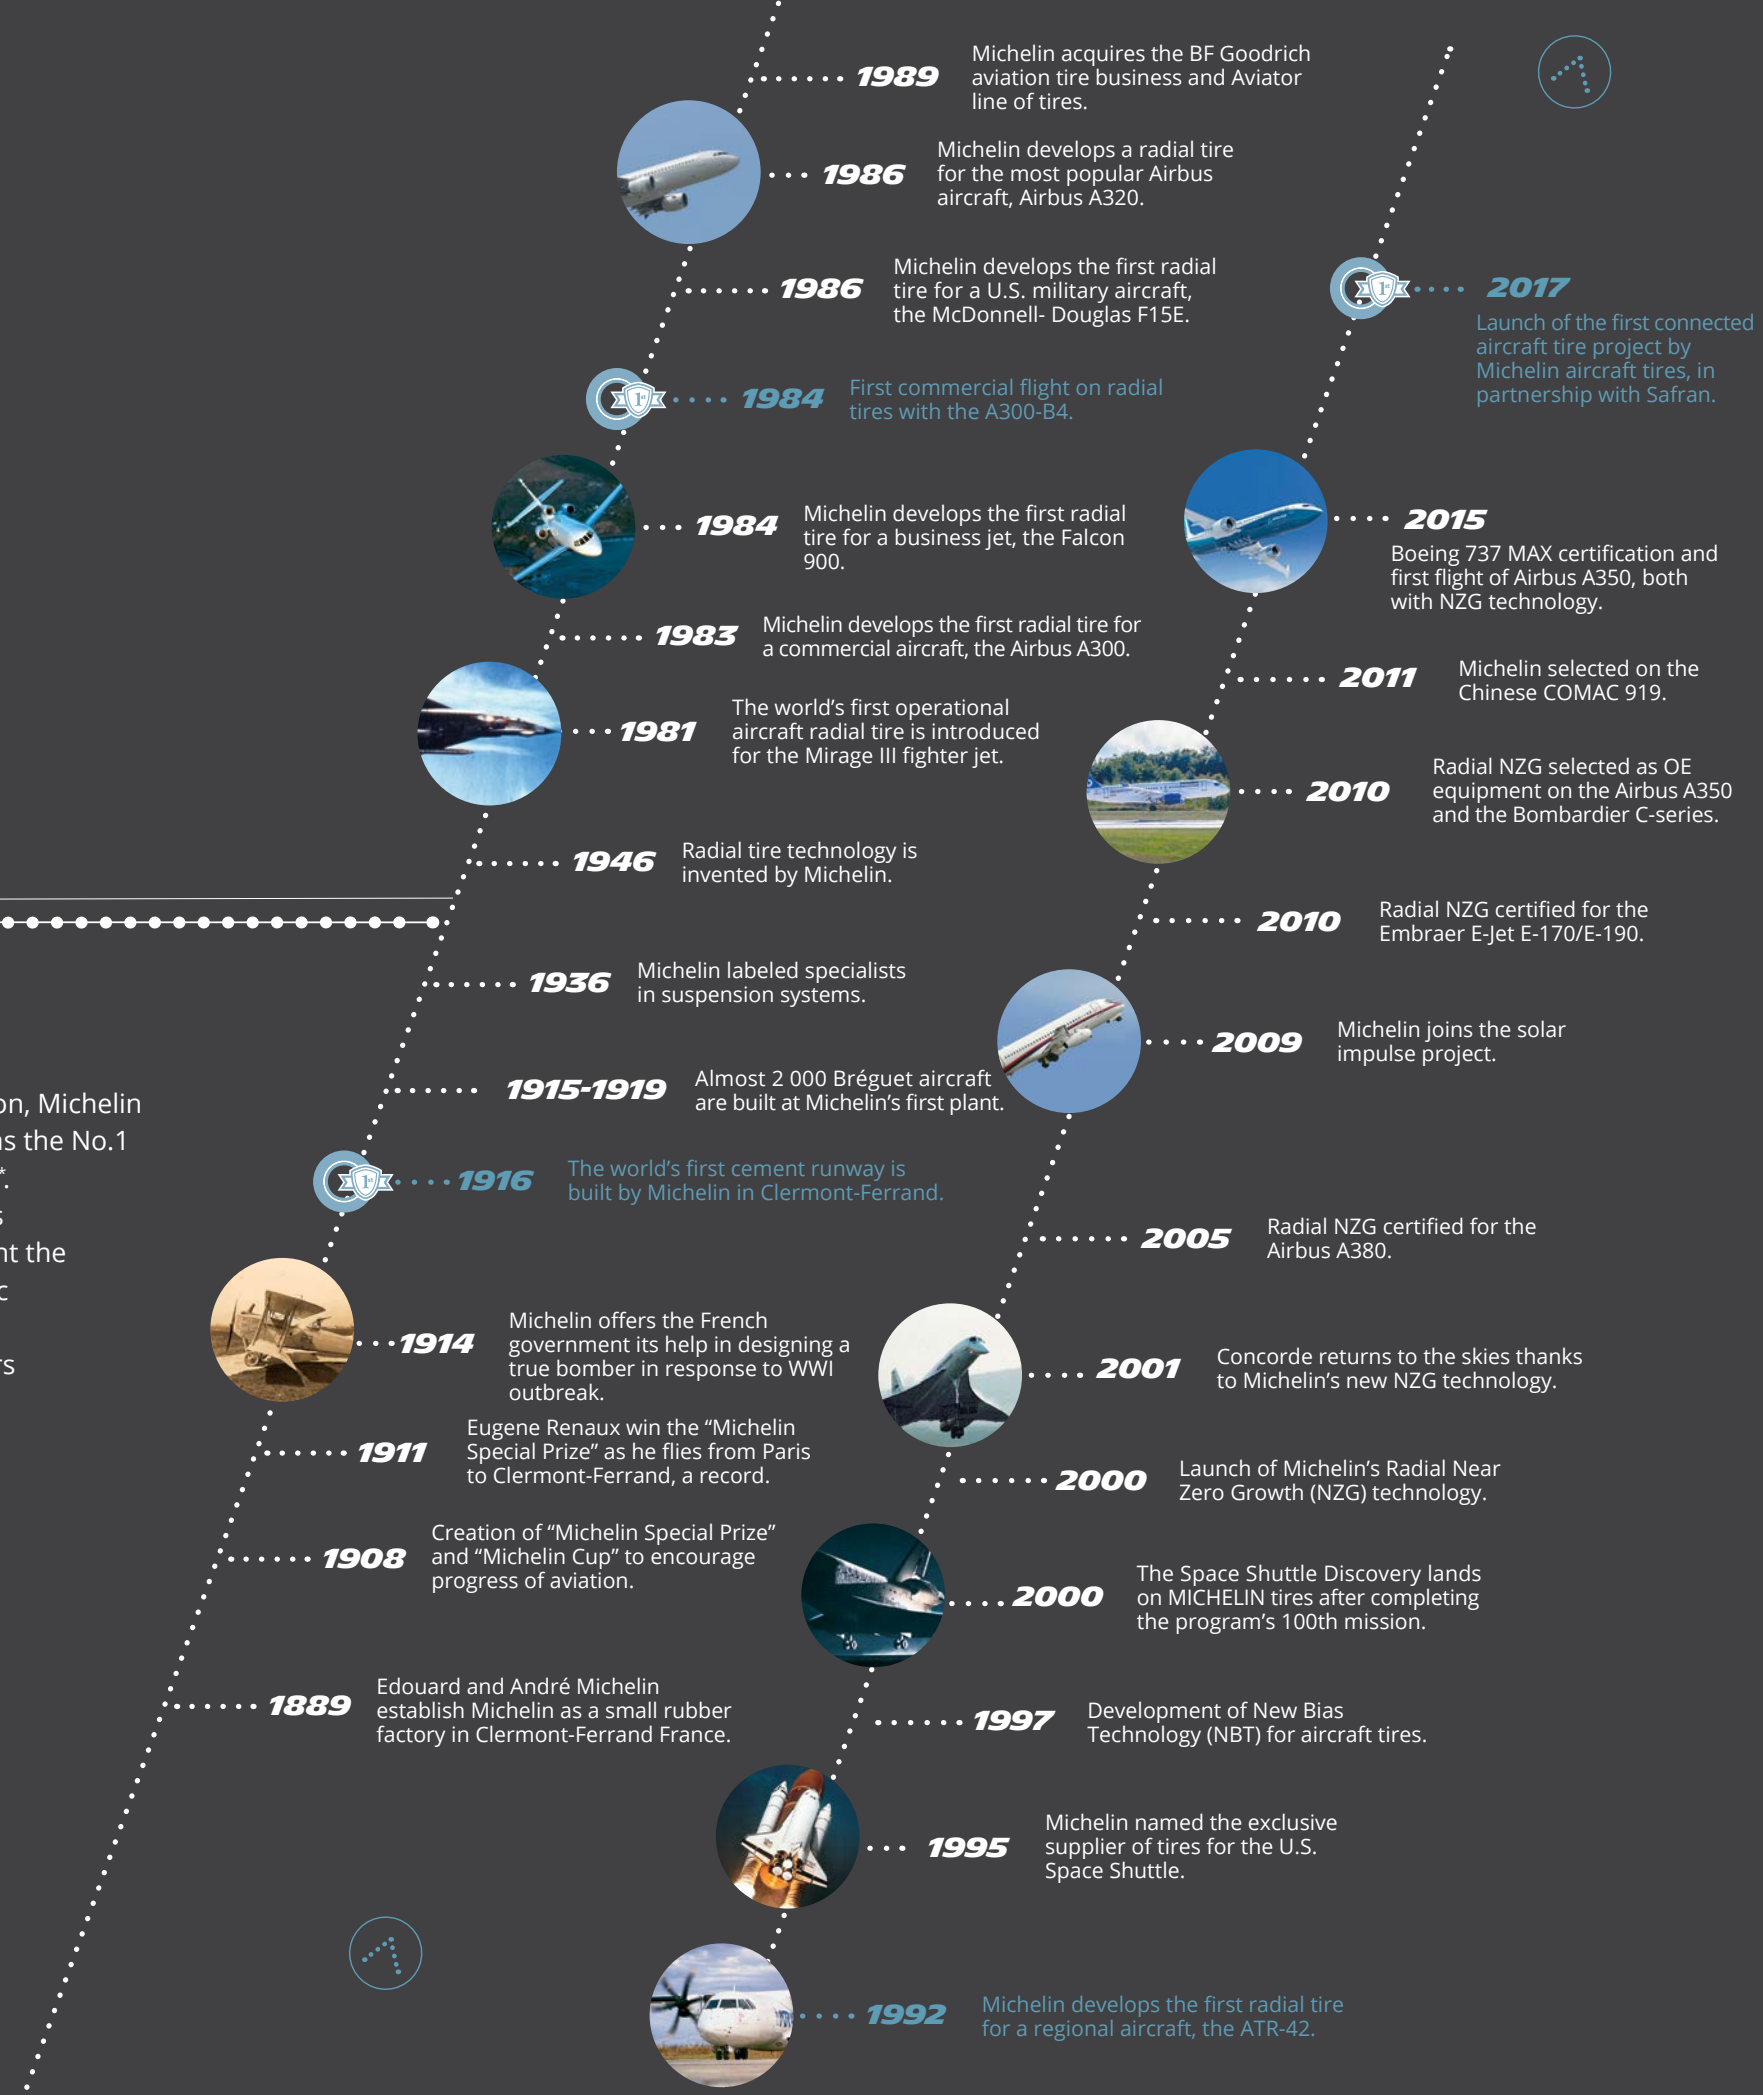 1989
Michelin acquires the BF Goodrich
aviation tire business and Aviator
line of tires.
1986
Michelin develops a radial tire
for the most popular Airbus
aircraft, Airbus A320.
1986
Michelin develops the first radial
tire for a U.S. military aircraft,
the McDonnell- Douglas F15E.
1st
1984
First commercial flight on radial
tires with the A300-B4.
1984
Michelin develops the first radial
tire for a business jet, the Falcon
900.
1983
Michelin develops the first radial tire for
a commercial aircraft, the Airbus A300.
1981
The world’s first operational
aircraft radial tire is introduced
for the Mirage III fighter jet.
1946
Radial tire technology is
invented by Michelin.
1936
Michelin labeled specialists
in suspension systems.
1915-1919
Almost 2 000 Bréguet aircraft
are built at Michelin’s first plant.
1st
1916
The world’s first cement runway is
built by Michelin in Clermont-Ferrand.
1914
Michelin offers the French
government its help in designing a
true bomber in response to WWI
outbreak.
1911
Eugene Renaux win the “Michelin
Special Prize” as he flies from Paris
to Clermont-Ferrand, a record.
1908
Creation of “Michelin Special Prize”
and “Michelin Cup” to encourage
progress of aviation.
1889
Edouard and André Michelin
establish Michelin as a small rubber
factory in Clermont-Ferrand France.
on, Michelin
the No.1
the
1st
2017
Launch of the first connected
aircraft tire project by
Michelin aircraft tires, in
partnership with Safran.
2015
Boeing 737 MAX certification and
first flight of Airbus A350, both
with NZG technology.
2011
Michelin selected on the
Chinese COMAC 919.
2010
Radial NZG selected as OE
equipment on the Airbus A350
and the Bombardier C-series.
2010
Radial NZG certified for the
Embraer E-Jet E-170/E-190.
2009
Michelin joins the solar
impulse project.
2005
Radial NZG certified for the
Airbus A380.
2001
Concorde returns to the skies thanks
to Michelin’s new NZG technology.
2000
Launch of Michelin’s Radial Near
Zero Growth (NZG) technology.
2000
The Space Shuttle Discovery lands
on MICHELIN tires after completing
the program’s 100th mission.
1997
Development of New Bias
Technology (NBT) for aircraft tires.
1995
Michelin named the exclusive
supplier of tires for the U.S.
Space Shuttle.
1992
Michelin develops the first radial tire
for a regional aircraft, the ATR-42.